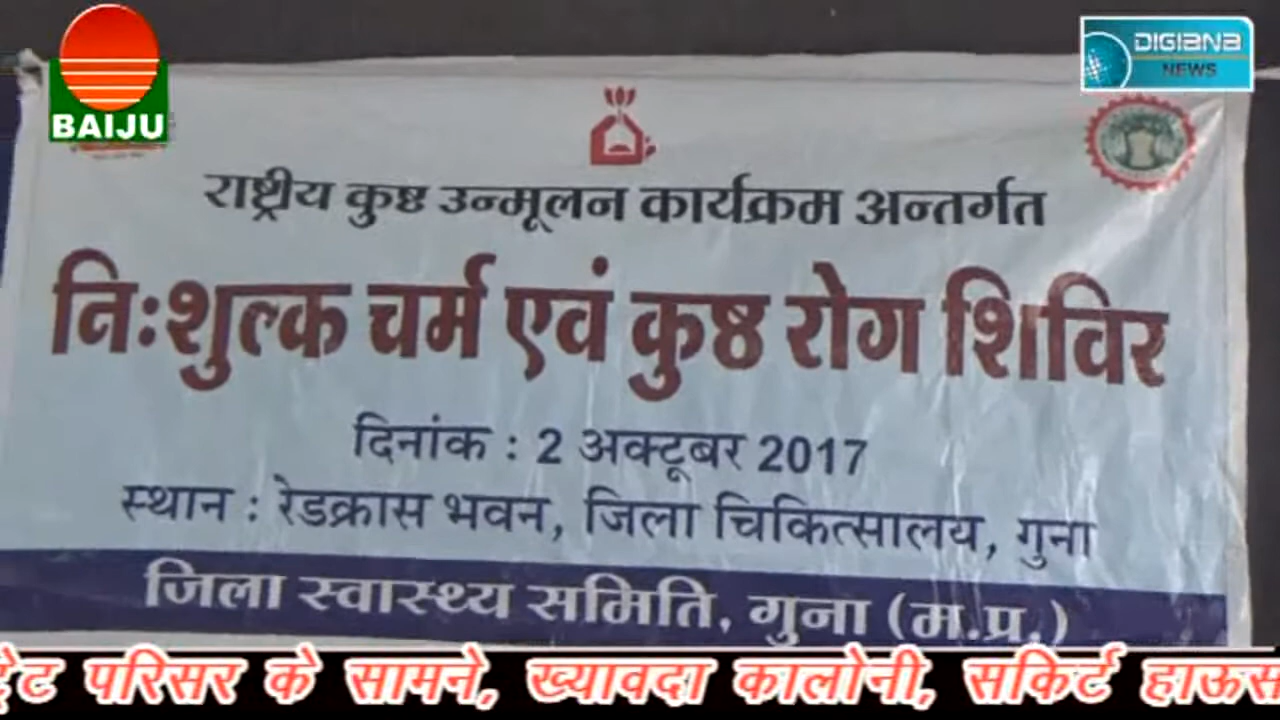 BAIJU
DIGIANA
NEWS
राष्ट्रीय कुष्ठ उन्मूलन कार्यक्रम अन्तर्गत
निःशुल्क चर्म एवं कुष्ठ रोग शिविर
दिनांक : 2 अक्टूबर 2017
स्थान : रेडक्रास भवन, जिला चिकित्सालय, गुना
जिला स्वास्थ्य समिति, गुना (म.प्र.)
परिसर के सामने, ख्यावदा कालोनी, सकिर्ट हाऊस